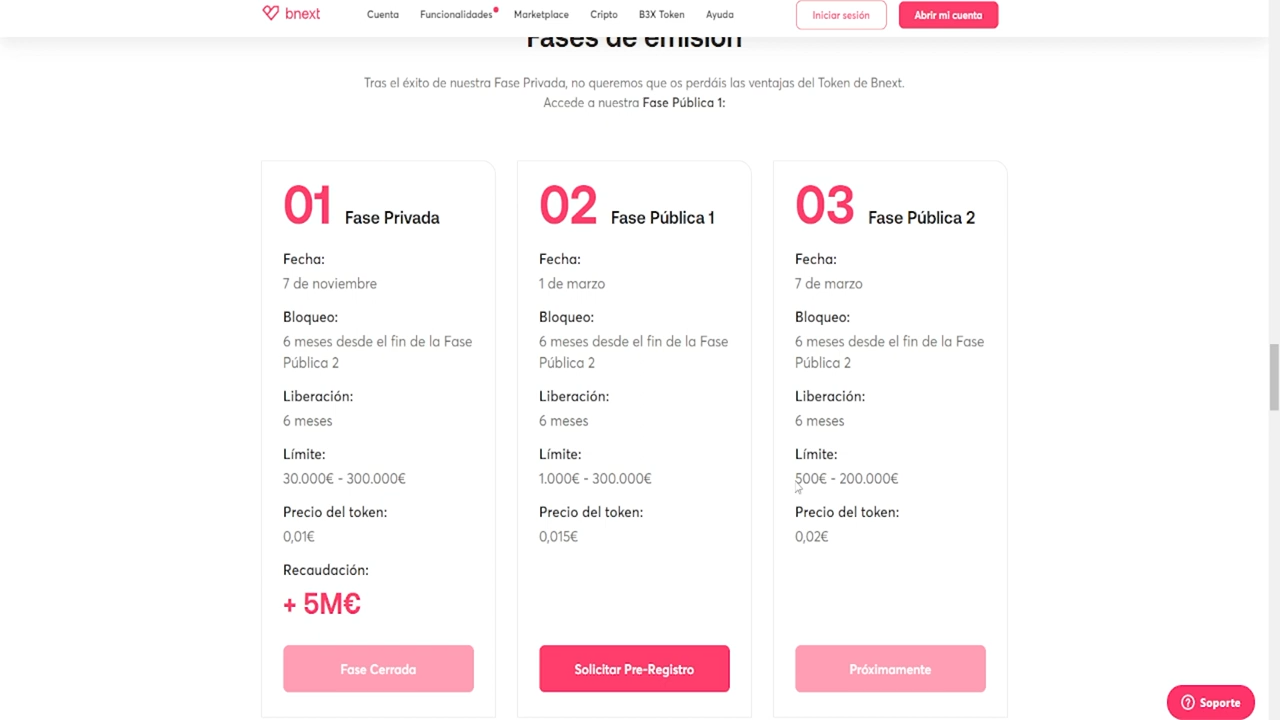 bnext
Cuenta
Funcionalidades
Marketplace
Cripto
B3X Token
Ayuda
Iniciar sesión
Abrir mi cuenta
Fases de emisión
Tras el éxito de nuestra Fase Privada, no queremos que os perdáis las ventajas del Token de Bnext.
Accede a nuestra Fase Pública 1:
01 Fase Privada
Fecha:
7 de noviembre
Bloqueo:
6 meses desde el fin de la Fase
Pública 2
Liberación:
6 meses
Límite:
30.000€ - 300.000€
Precio del token:
0,01€
Recaudación:
+ 5M€
Fase Cerrada
02 Fase Pública 1
Fecha:
1 de marzo
Bloqueo:
6 meses desde el fin de la Fase
Pública 2
Liberación:
6 meses
Límite:
1.000€ - 300.000€
Precio del token:
0,015€
Solicitar Pre-Registro
03 Fase Pública 2
Fecha:
7 de marzo
Bloqueo:
6 meses desde el fin de la Fase
Pública 2
Liberación:
6 meses
Límite:
500€ - 200.000€
Precio del token:
0,02€
Próximamente
Soporte